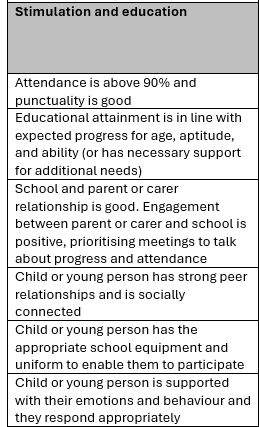 Stimulation and education
Attendance is above 90% and
punctuality is good
Educational attainment is in line with
expected progress for age, aptitude,
and ability (or has necessary support
for additional needs)
School and parent or carer
relationship is good. Engagement
between parent or carer and school is
positive, prioritising meetings to talk
about progress and attendance
Child or young person has strong peer
relationships and is socially
connected
Child or young person has the
appropriate school equipment and
uniform to enable them to participate
Child or young person is supported
with their emotions and behaviour and
they respond appropriately